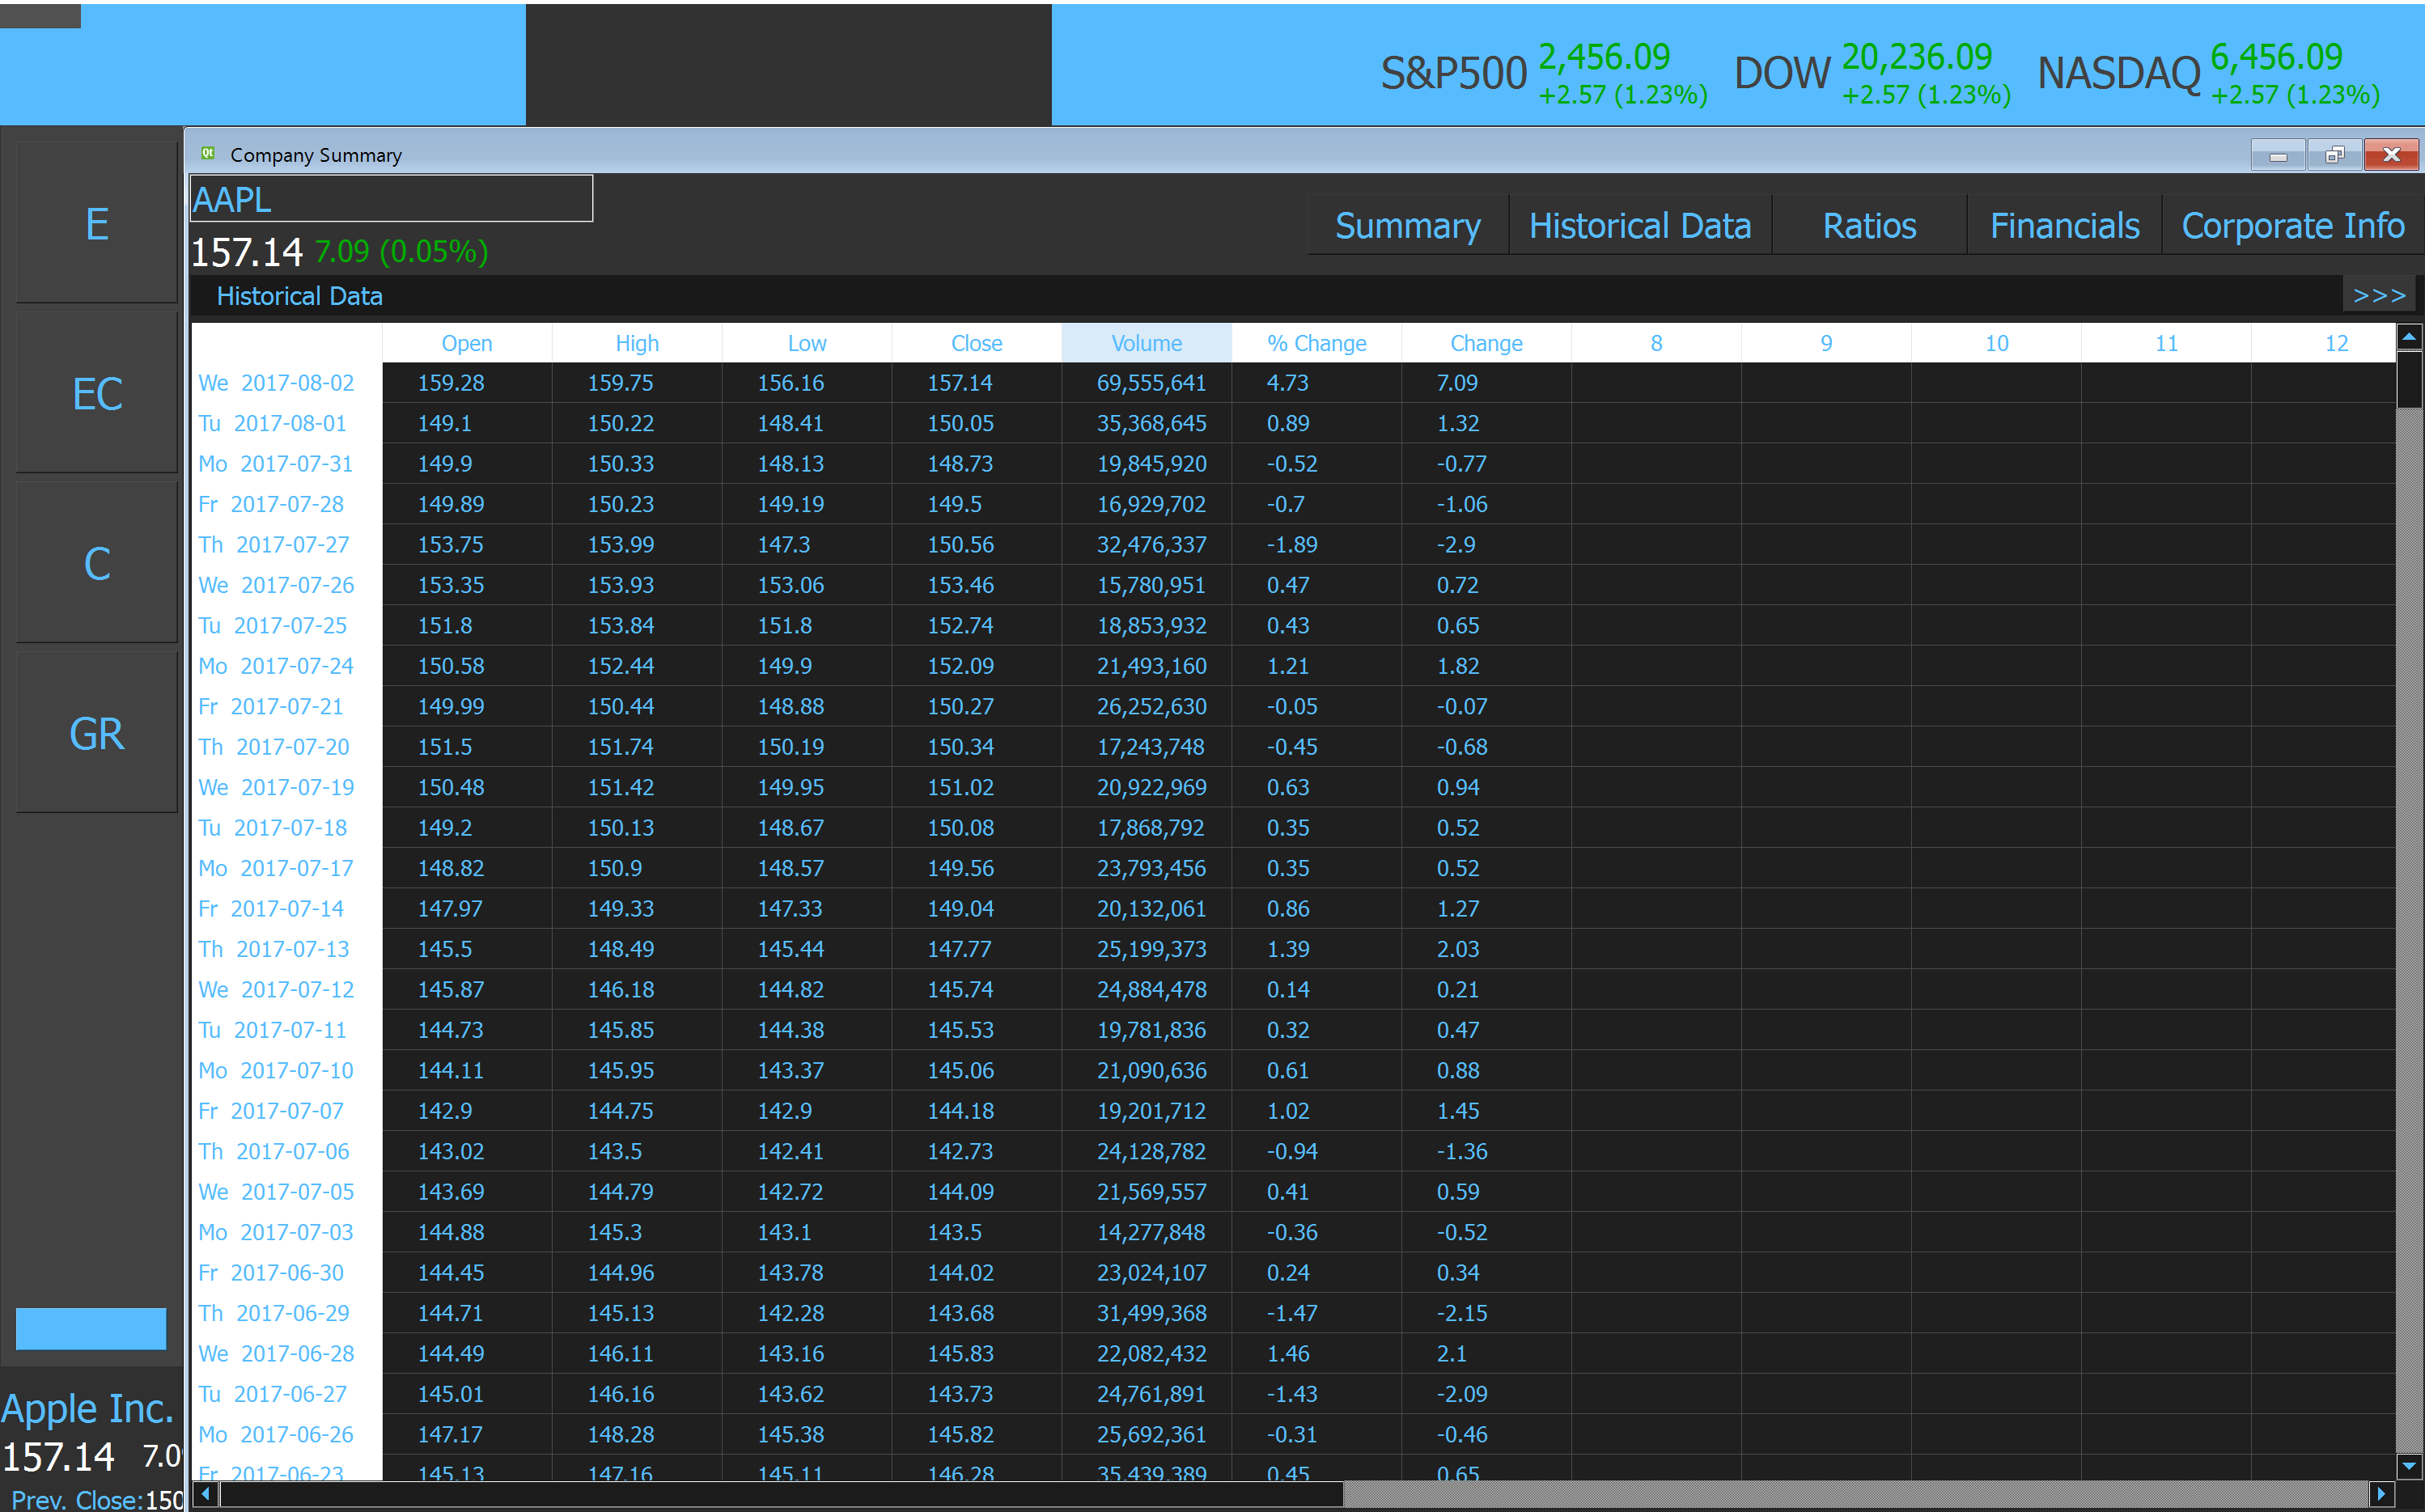 S&P500 2,456.09 DOW 20,236.09 NASDAQ 6,456.09
+2.57 (1.23%) +2.57 (1.23%) +2.57 (1.23%)
Qt Company Summary
AAPL
157.14 7.09 (0.05%)
Summary Historical Data Ratios Financials Corporate Info
Historical Data >>>
E
EC
C
GR
Open High Low Close Volume % Change Change 8 9 10 11 12
We 2017-08-02 159.28 159.75 156.16 157.14 69,555,641 4.73 7.09
Tu 2017-08-01 149.1 150.22 148.41 150.05 35,368,645 0.89 1.32
Mo 2017-07-31 149.9 150.33 148.13 148.73 19,845,920 -0.52 -0.77
Fr 2017-07-28 149.89 150.23 149.19 149.5 16,929,702 -0.7 -1.06
Th 2017-07-27 153.75 153.99 147.3 150.56 32,476,337 -1.89 -2.9
We 2017-07-26 153.35 153.93 153.06 153.46 15,780,951 0.47 0.72
Tu 2017-07-25 151.8 153.84 151.8 152.74 18,853,932 0.43 0.65
Mo 2017-07-24 150.58 152.44 149.9 152.09 21,493,160 1.21 1.82
Fr 2017-07-21 149.99 150.44 148.88 150.27 26,252,630 -0.05 -0.07
Th 2017-07-20 151.5 151.74 150.19 150.34 17,243,748 -0.45 -0.68
We 2017-07-19 150.48 151.42 149.95 151.02 20,922,969 0.63 0.94
Tu 2017-07-18 149.2 150.13 148.67 150.08 17,868,792 0.35 0.52
Mo 2017-07-17 148.82 150.9 148.57 149.56 23,793,456 0.35 0.52
Fr 2017-07-14 147.97 149.33 147.33 149.04 20,132,061 0.86 1.27
Th 2017-07-13 145.5 148.49 145.44 147.77 25,199,373 1.39 2.03
We 2017-07-12 145.87 146.18 144.82 145.74 24,884,478 0.14 0.21
Tu 2017-07-11 144.73 145.85 144.38 145.53 19,781,836 0.32 0.47
Mo 2017-07-10 144.11 145.95 143.37 145.06 21,090,636 0.61 0.88
Fr 2017-07-07 142.9 144.75 142.9 144.18 19,201,712 1.02 1.45
Th 2017-07-06 143.02 143.5 142.41 142.73 24,128,782 -0.94 -1.36
We 2017-07-05 143.69 144.79 142.72 144.09 21,569,557 0.41 0.59
Mo 2017-07-03 144.88 145.3 143.1 143.5 14,277,848 -0.36 -0.52
Fr 2017-06-30 144.45 144.96 143.78 144.02 23,024,107 0.24 0.34
Th 2017-06-29 144.71 145.13 142.28 143.68 31,499,368 -1.47 -2.15
We 2017-06-28 144.49 146.11 143.16 145.83 22,082,432 1.46 2.1
Tu 2017-06-27 145.01 146.16 143.62 143.73 24,761,891 -1.43 -2.09
Mo 2017-06-26 147.17 148.28 145.38 145.82 25,692,361 -0.31 -0.46
Fr 2017-06-23 145.13 147.16 145.11 146.28 35,439,389 0.45 0.65
Apple Inc.
157.14 7.0
Prev. Close:150